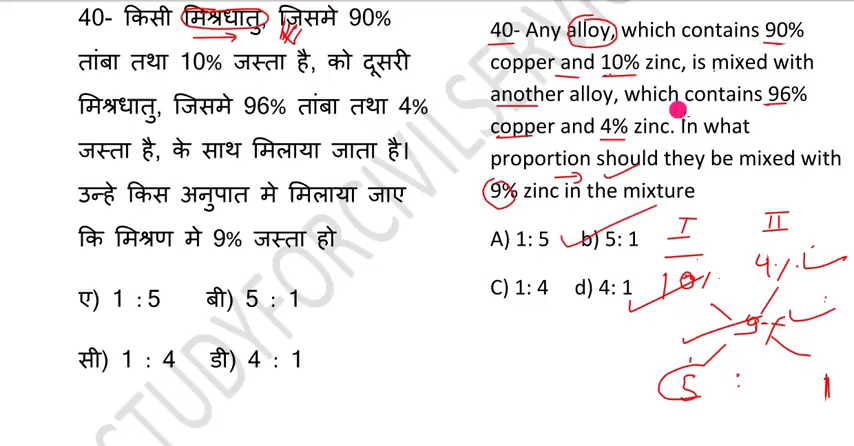 40- किसी मिश्रधातु, जिसमे 90%
तांबा तथा 10% जस्ता है, को दूसरी
मिश्रधातु, जिसमे 96% तांबा तथा 4%
जस्ता है, के साथ मिलाया जाता है।
उन्हे किस अनुपात मे मिलाया जाए
कि मिश्रण मे 9% जस्ता हो
ए) 1 : 5 बी) 5 : 1
सी) 1 : 4 डी) 4 : 1
40- Any alloy, which contains 90%
copper and 10% zinc, is mixed with
another alloy, which contains 96%
copper and 4% zinc. In what
proportion should they be mixed with
9% zinc in the mixture
A) 1: 5 b) 5: 1
C) 1: 4 d) 4: 1
I II
10% 4%
9%
5 : 1
STUDYFORCIVILSERVICES